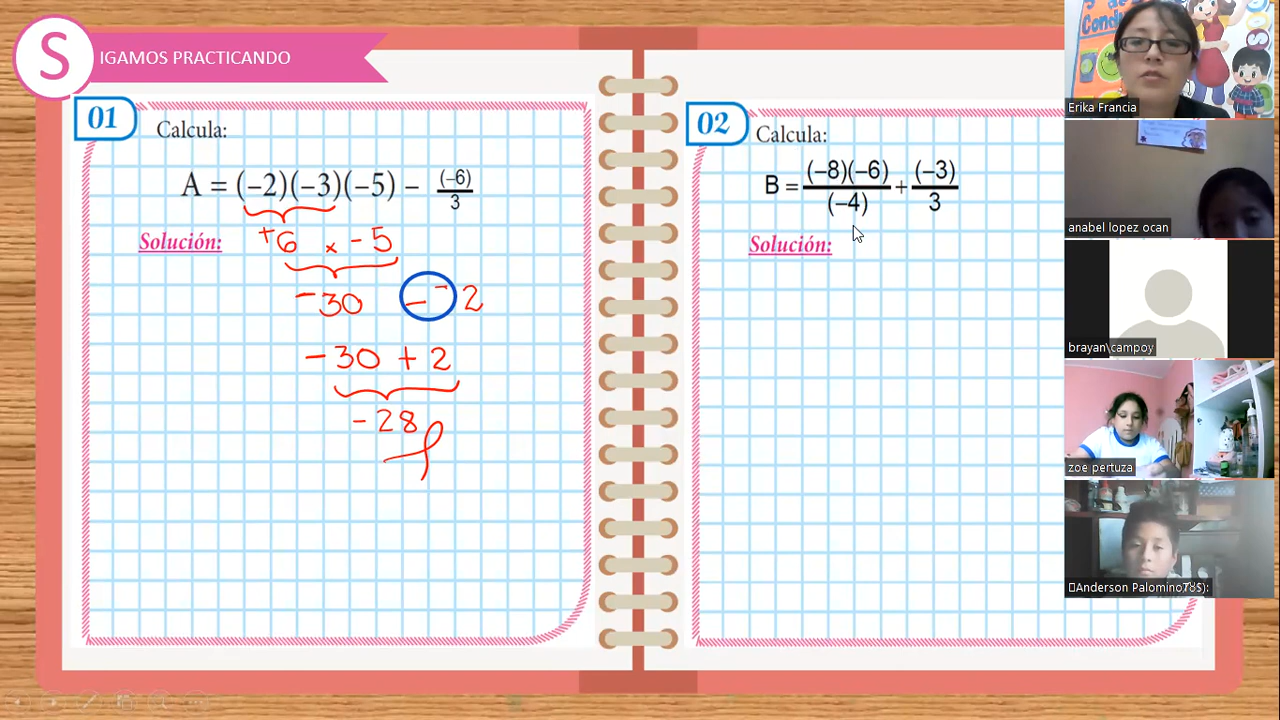 S IGAMOS PRACTICANDO
01
Calcula:
A = (−2)(−3)(−5) − (−6)/3
Solución:
+6 x -5
-30 - -2
-30 + 2
-28
02
Calcula:
B = (−8)(−6)/(−4) + (−3)/3
Solución:
Erika Francia
anabel lopez ocan
brayan\campoy
zoe pertuza